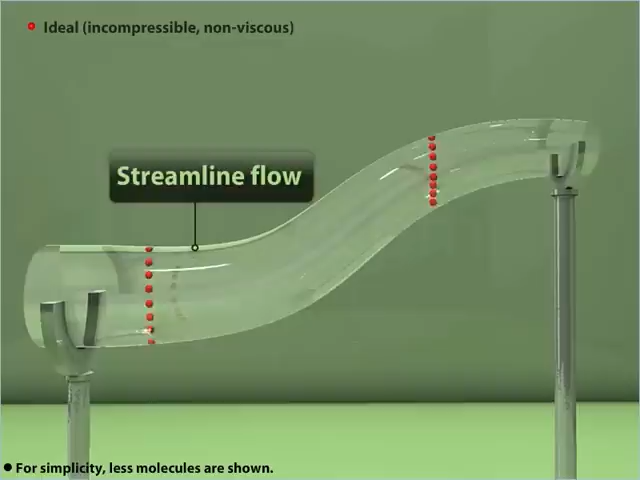 Ideal (incompressible, non-viscous)
Streamline flow
For simplicity, less molecules are shown.